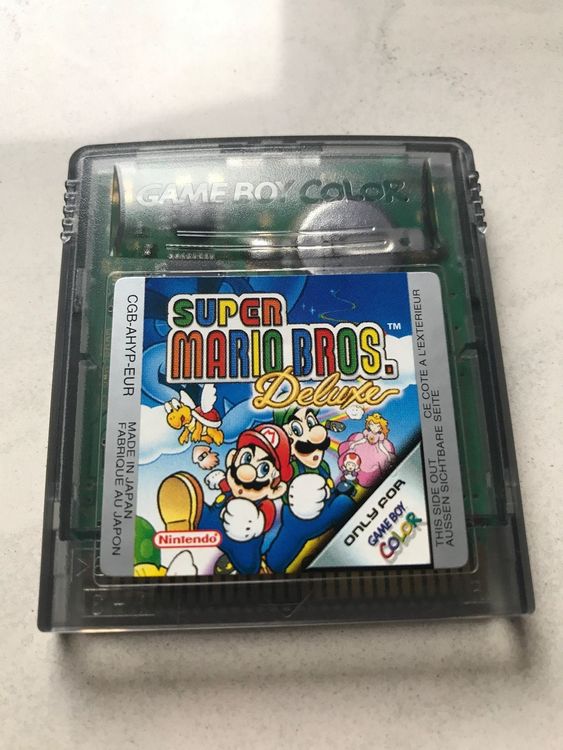 GAME BOY COLOR
SUPER
MARIO BROS.
TM
Deluxe
CGB-AHYP-EUR
MADE IN JAPAN
FABRIQUE AU JAPON
Nintendo
ONLY FOR
GAME BOY
COLOR
CE COTE A L'EXTERIEUR
THIS SIDE OUT
AUSSEN SICHTBARE SEITE